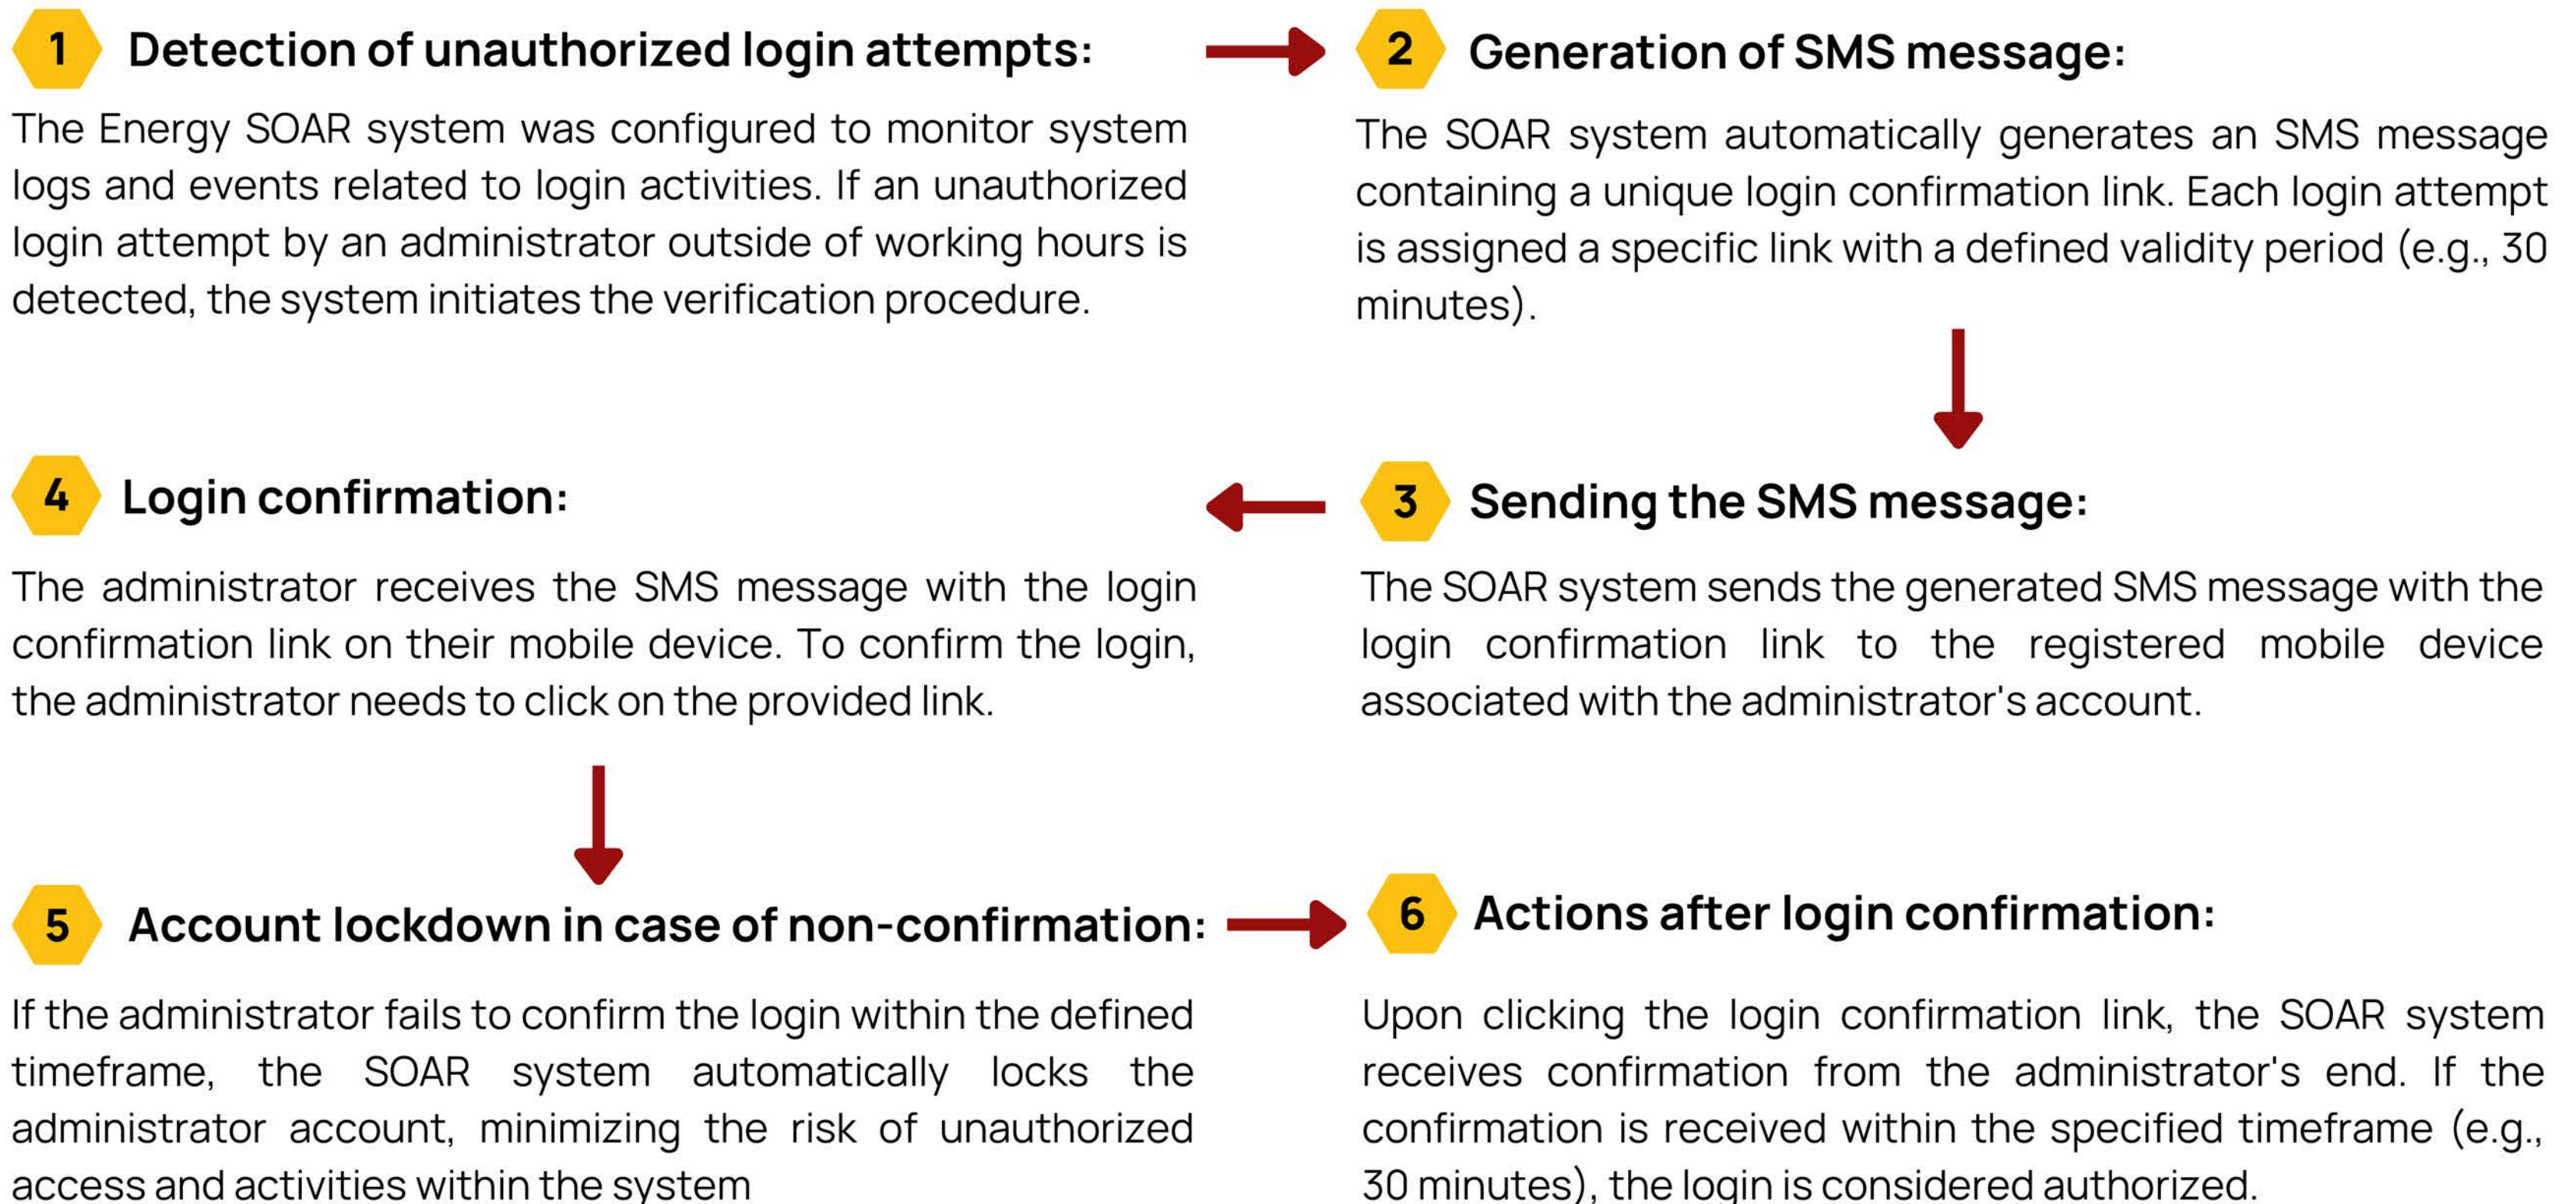 1 Detection of unauthorized login attempts:
The Energy SOAR system was configured to monitor system
logs and events related to login activities. If an unauthorized
login attempt by an administrator outside of working hours is
detected, the system initiates the verification procedure.
2 Generation of SMS message:
The SOAR system automatically generates an SMS message
containing a unique login confirmation link. Each login attempt
is assigned a specific link with a defined validity period (e.g., 30
minutes).
3 Sending the SMS message:
The SOAR system sends the generated SMS message with the
login confirmation link to the registered mobile device
associated with the administrator's account.
4 Login confirmation:
The administrator receives the SMS message with the login
confirmation link on their mobile device. To confirm the login,
the administrator needs to click on the provided link.
5 Account lockdown in case of non-confirmation:
If the administrator fails to confirm the login within the defined
timeframe, the SOAR system automatically locks the
administrator account, minimizing the risk of unauthorized
access and activities within the system
6 Actions after login confirmation:
Upon clicking the login confirmation link, the SOAR system
receives confirmation from the administrator's end. If the
confirmation is received within the specified timeframe (e.g.,
30 minutes), the login is considered authorized.